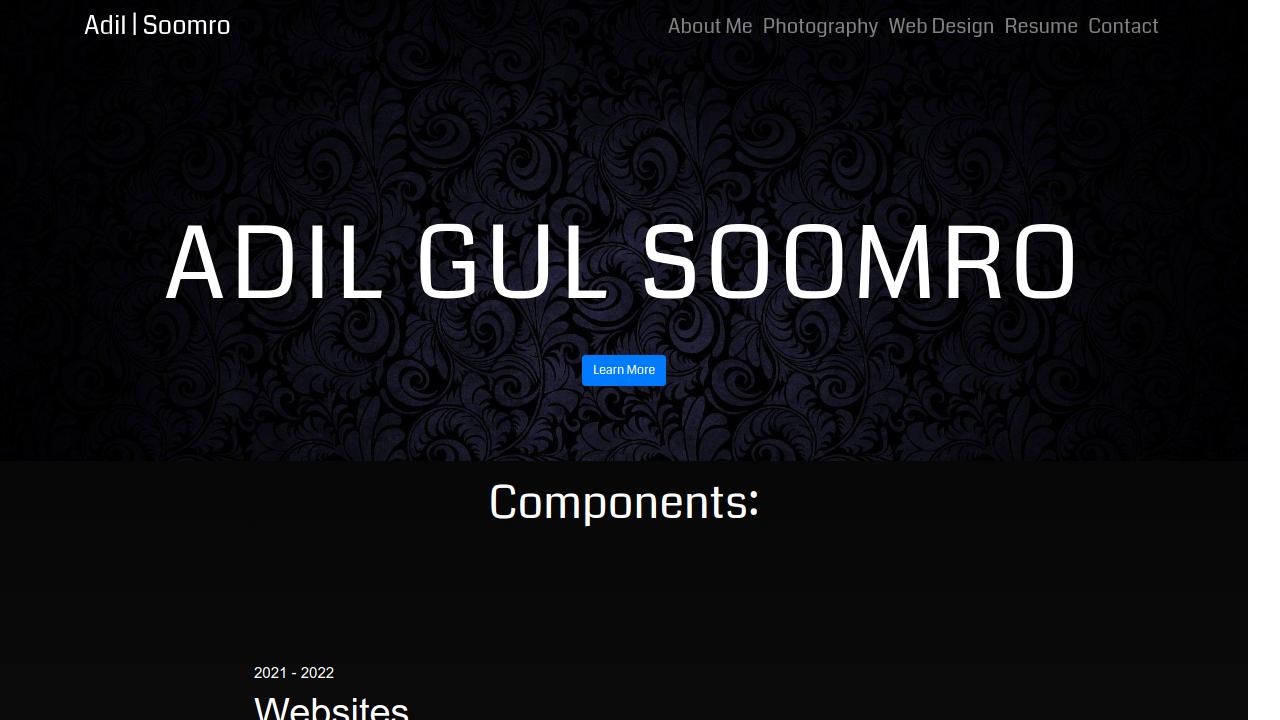 Adil | Soomro
About Me Photography Web Design Resume Contact
ADIL GUL SOOMRO
Learn More
Components:
2021 - 2022
Websites